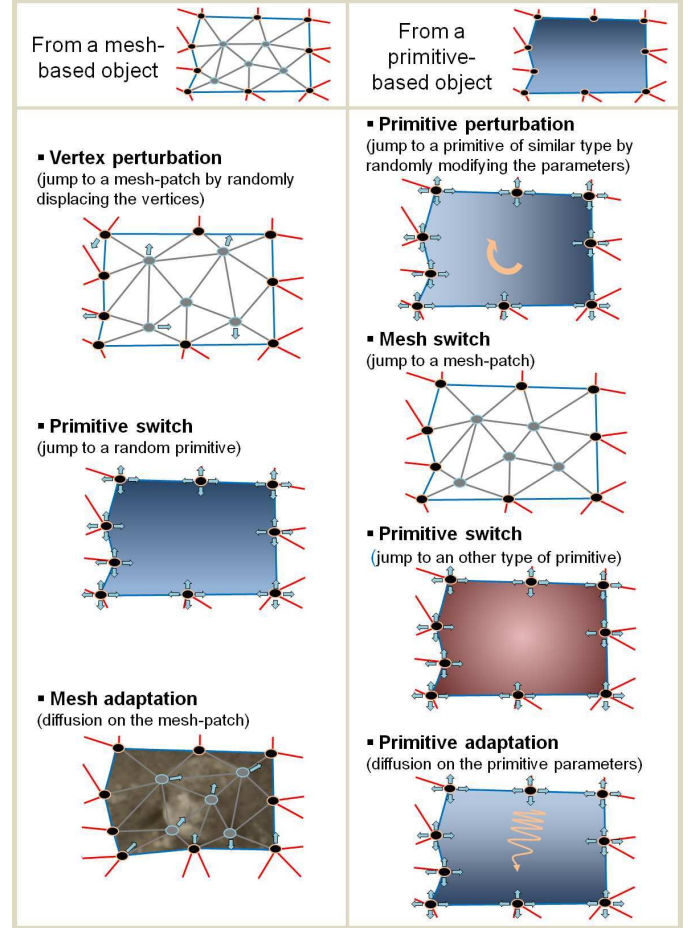 From a mesh-
based object
From a
primitive-
based object
▪ Vertex perturbation
(jump to a mesh-patch by randomly
displacing the vertices)
▪ Primitive switch
(jump to a random primitive)
▪ Mesh adaptation
(diffusion on the mesh-patch)
▪ Primitive perturbation
(jump to a primitive of similar type by
randomly modifying the parameters)
▪ Mesh switch
(jump to a mesh-patch)
▪ Primitive switch
(jump to an other type of primitive)
▪ Primitive adaptation
(diffusion on the primitive parameters)